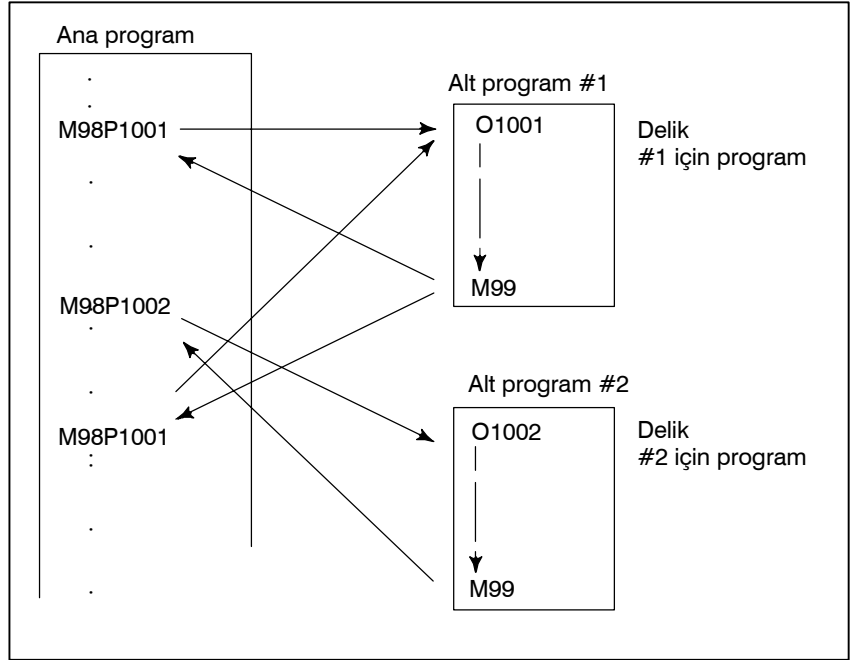 Ana program
M98P1001
M98P1002
M98P1001
Alt program #1
O1001
M99
Delik
#1 için program
Alt program #2
O1002
M99
Delik
#2 için program